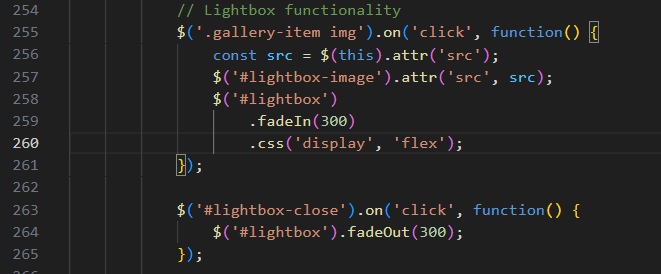 254 // Lightbox functionality
255 $('.gallery-item img').on('click', function() {
256 const src = $(this).attr('src');
257 $('#lightbox-image').attr('src', src);
258 $('#lightbox')
259 .fadeIn(300)
260 .css('display', 'flex');
261 });
262
263 $('#lightbox-close').on('click', function() {
264 $('#lightbox').fadeOut(300);
265 });